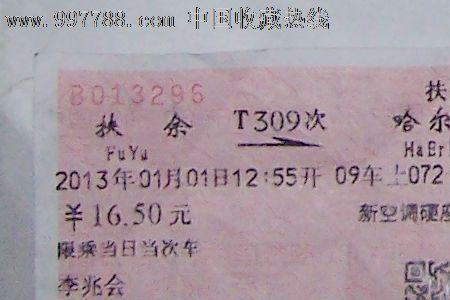 www.997788.com 中国收藏热线
B013296 扶
扶余 T309次 哈尔
FuYu HaEr
2013年01月01日12:55开 09车上072
￥16.50元 新空调硬座
限乘当日当次车
李兆会